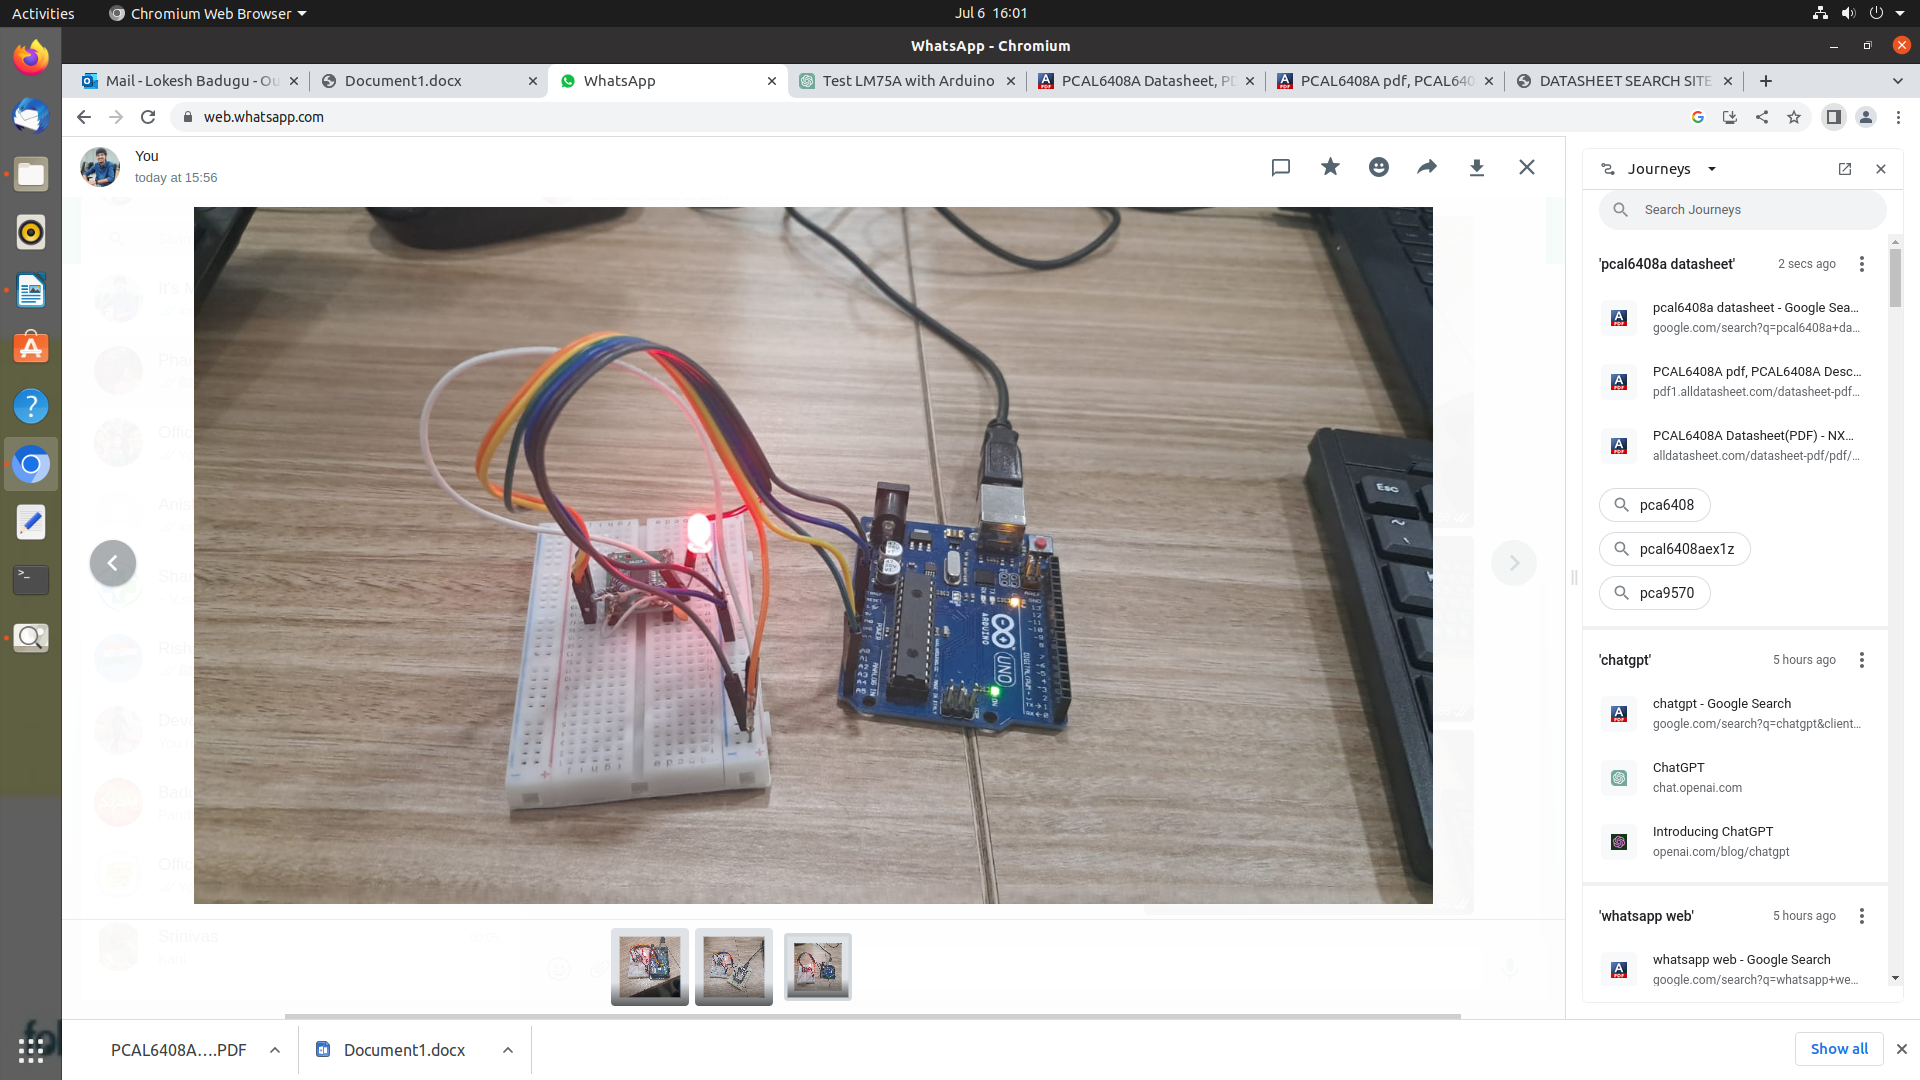 Activities
Chromium Web Browser
Jul 6 16:01
WhatsApp - Chromium
Mail - Lokesh Badugu - Ou
Document1.docx
WhatsApp
Test LM75A with Arduino
PCAL6408A Datasheet, PD
PCAL6408A pdf, PCAL640
DATASHEET SEARCH SITE
web.whatsapp.com
You
today at 15:56
Journeys
Search Journeys
'pcal6408a datasheet'
2 secs ago
pcal6408a datasheet - Google Sea...
google.com/search?q=pcal6408a+da...
PCAL6408A pdf, PCAL6408A Desc...
pdf1.alldatasheet.com/datasheet-pdf...
PCAL6408A Datasheet(PDF) - NX...
alldatasheet.com/datasheet-pdf/pdf/...
pca6408
pcal6408aex1z
pca9570
'chatgpt'
5 hours ago
chatgpt - Google Search
google.com/search?q=chatgpt&client...
ChatGPT
chat.openai.com
Introducing ChatGPT
openai.com/blog/chatgpt
'whatsapp web'
5 hours ago
whatsapp web - Google Search
google.com/search?q=whatsapp+we...
Esc
ARDUINO
UNO
POWER
ANALOG IN
ON
Srinivas
PCAL6408A....PDF
Document1.docx
Show all